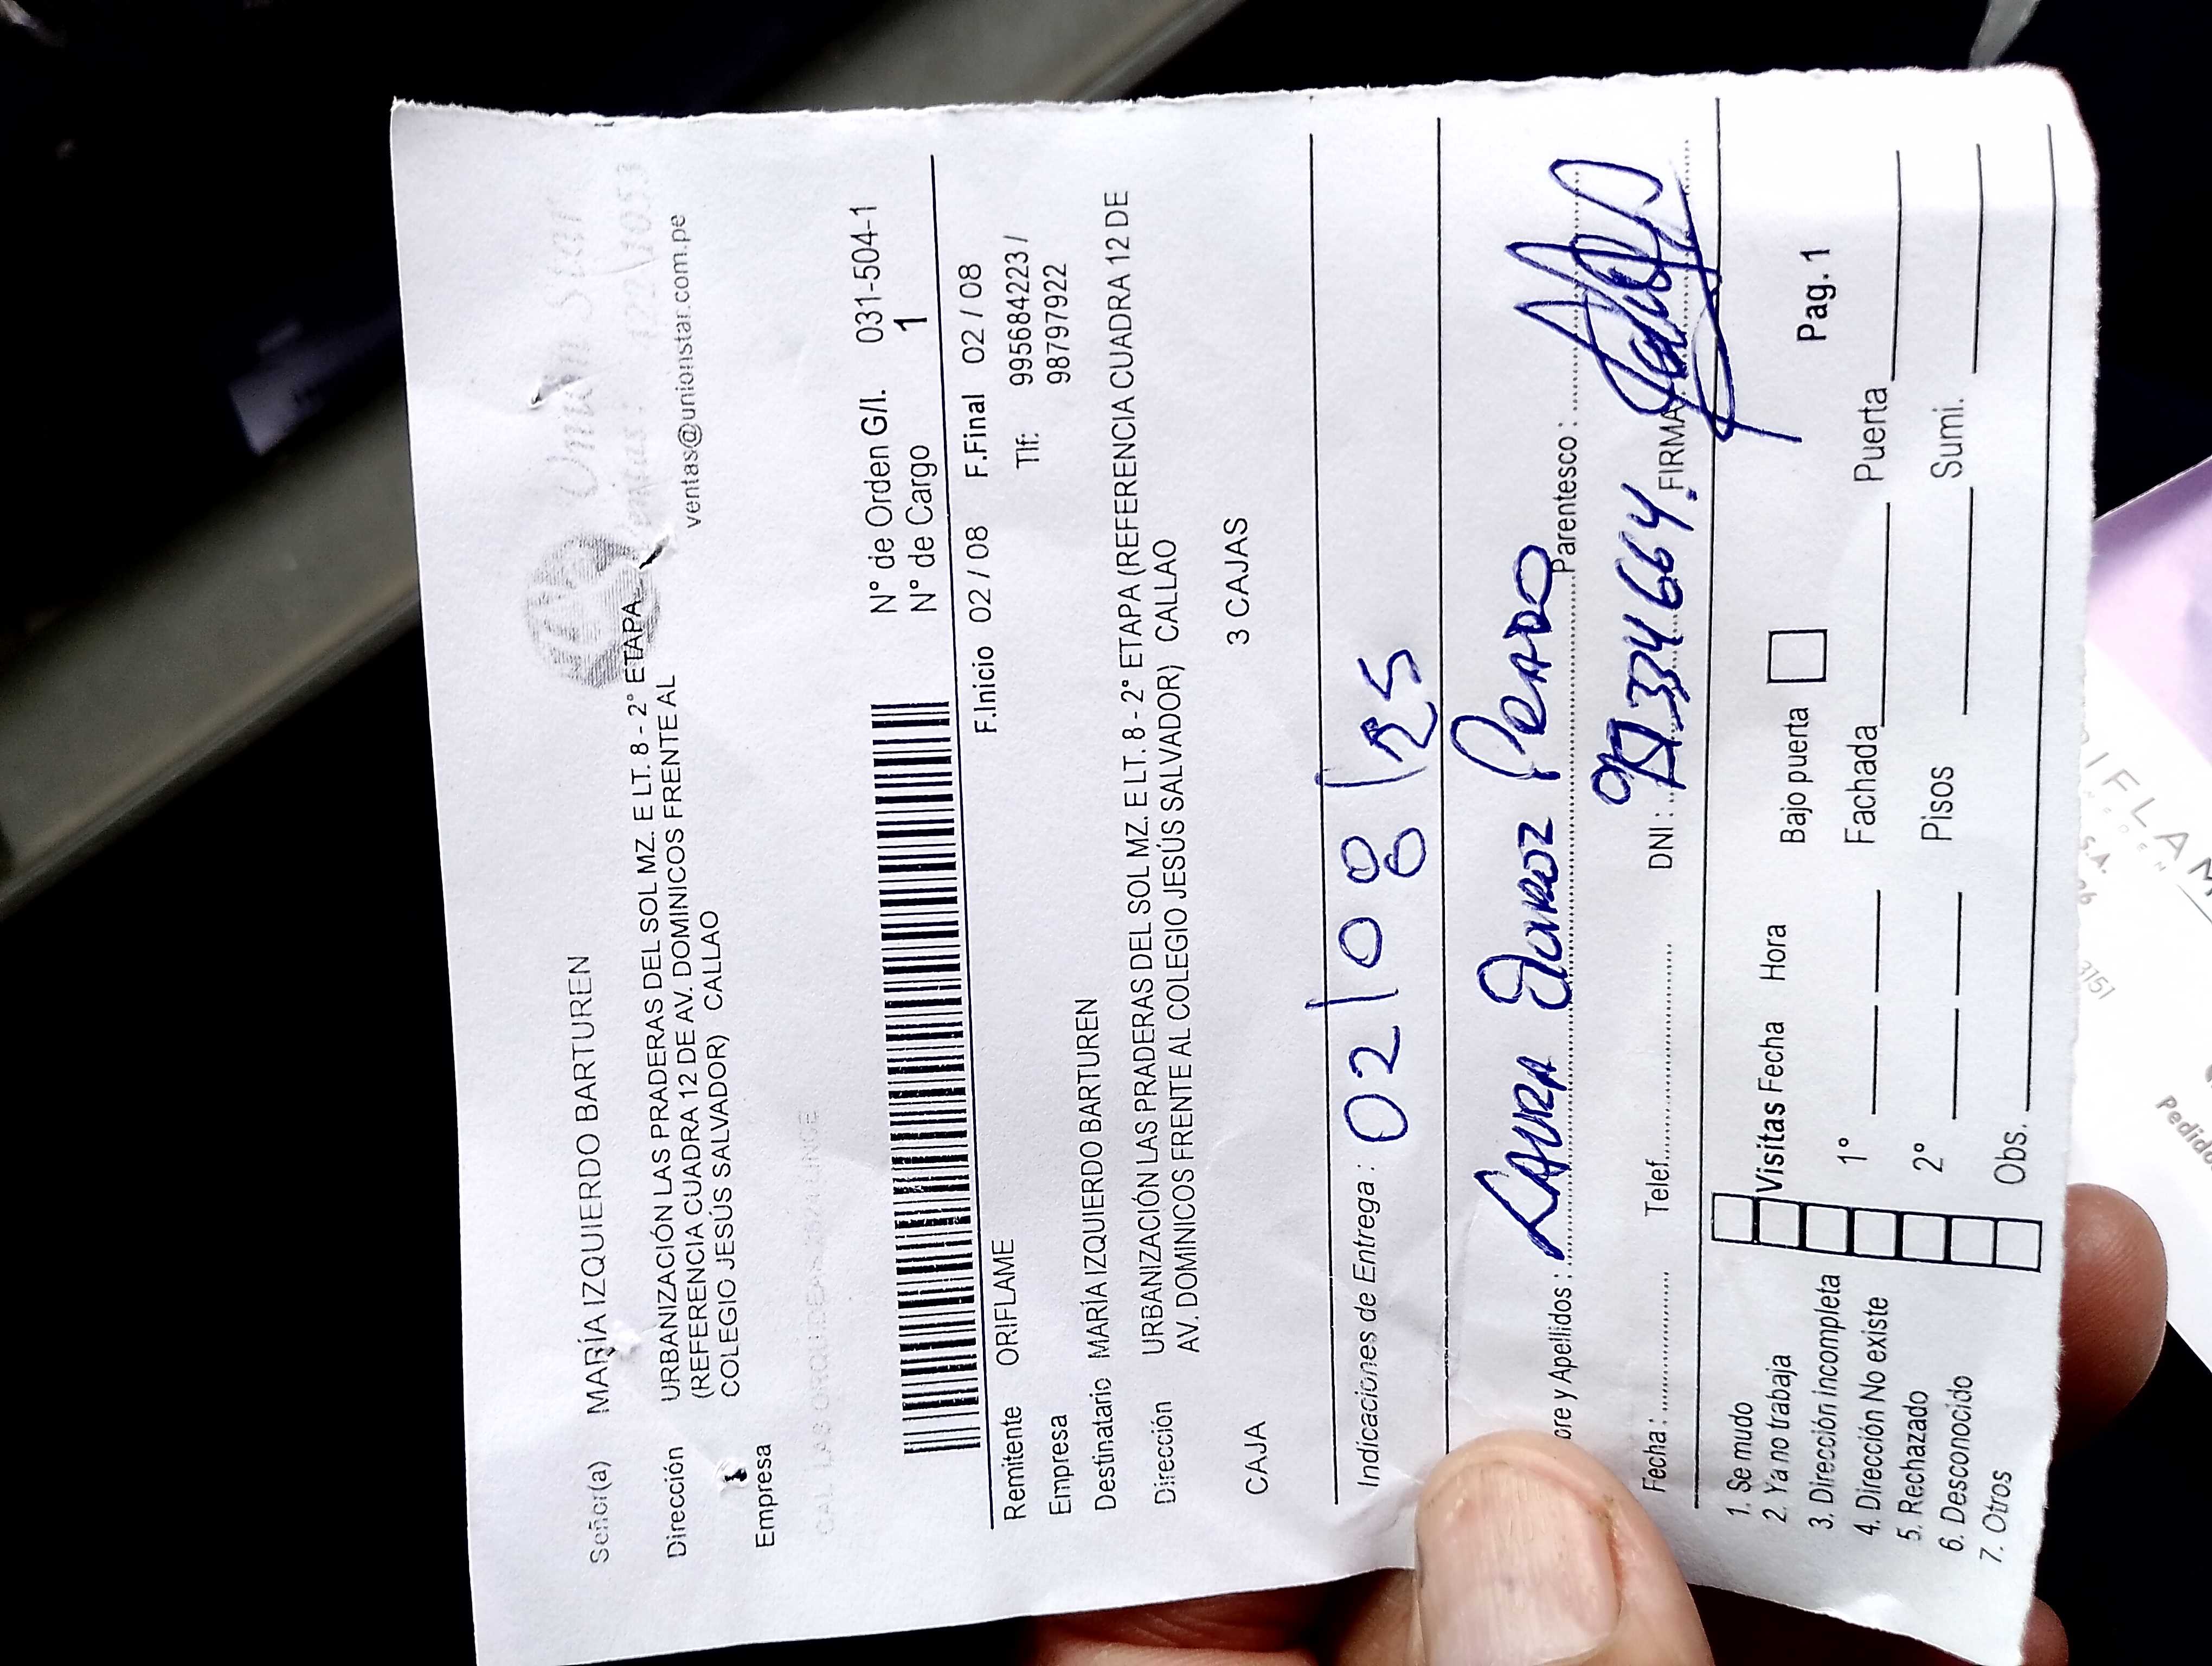 ventas@unionstar.com.pe
Señor(a) MARÍA IZQUIERDO BARTUREN
Dirección URBANIZACIÓN LAS PRADERAS DEL SOL MZ. E LT. 8 - 2° ETAPA
(REFERENCIA CUADRA 12 DE AV. DOMINICOS FRENTE AL
COLEGIO JESÚS SALVADOR) CALLAO
Empresa
N° de Orden G/I. 031-504-1
N° de Cargo 1
F.Inicio 02 / 08 F.Final 02 / 08
Remitente ORIFLAME Tlf: 995684223 /
Empresa 98797922
Destinatario MARÍA IZQUIERDO BARTUREN
Dirección URBANIZACIÓN LAS PRADERAS DEL SOL MZ. E LT. 8 - 2° ETAPA (REFERENCIA CUADRA 12 DE
AV. DOMINICOS FRENTE AL COLEGIO JESÚS SALVADOR) CALLAO
CAJA 3 CAJAS
Indicaciones de Entrega : 02/08/25
bre y Apellidos : LAURA PRADO Parentesco :
Fecha : Telef. DNI : FIRMA
1. Se mudo
2. Ya no trabaja
3. Dirección incompleta
4. Dirección No existe
5. Rechazado
6. Desconocido
7. Otros
Visitas Fecha Hora Bajo puerta Pag. 1
1° Fachada Puerta
2° Pisos Sumi.
Obs.
RIFLAM
S.A.
3151
Pedido